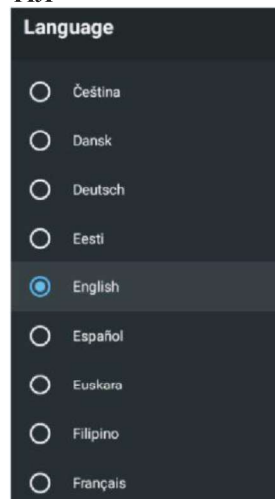 Language
Čeština
Dansk
Deutsch
Eesti
English
Español
Euskara
Filipino
Français